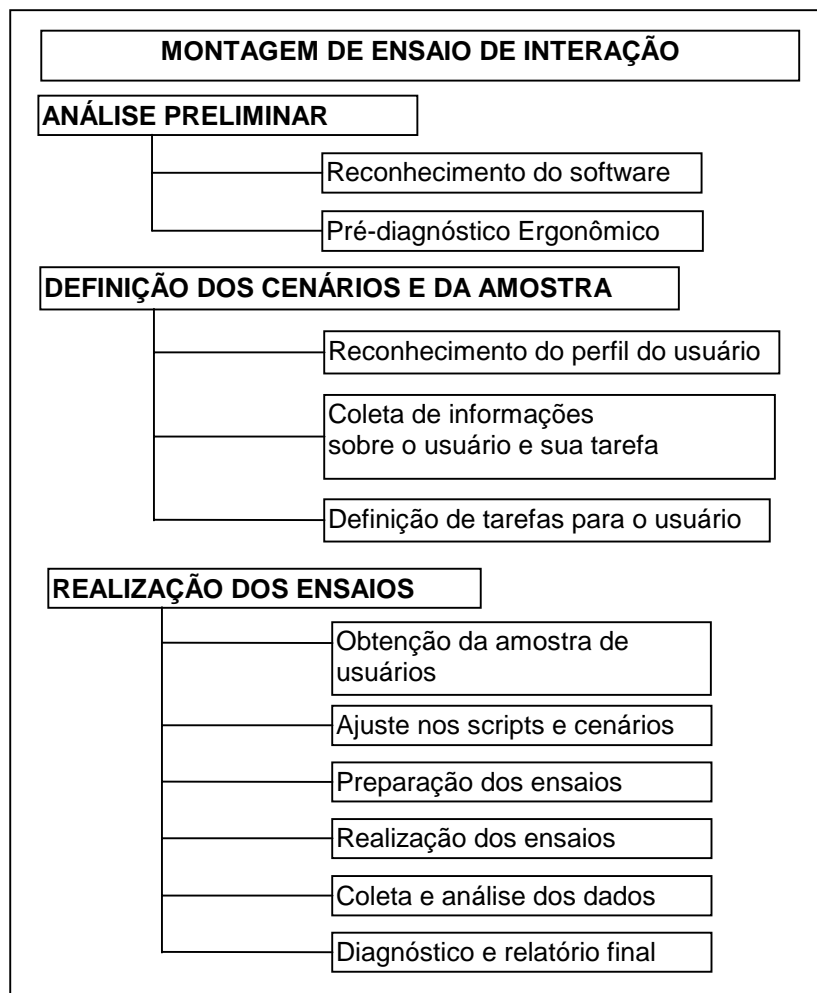 MONTAGEM DE ENSAIO DE INTERAÇÃO
ANÁLISE PRELIMINAR
Reconhecimento do software
Pré-diagnóstico Ergonômico
DEFINIÇÃO DOS CENÁRIOS E DA AMOSTRA
Reconhecimento do perfil do usuário
Coleta de informações
sobre o usuário e sua tarefa
Definição de tarefas para o usuário
REALIZAÇÃO DOS ENSAIOS
Obtenção da amostra de
usuários
Ajuste nos scripts e cenários
Preparação dos ensaios
Realização dos ensaios
Coleta e análise dos dados
Diagnóstico e relatório final